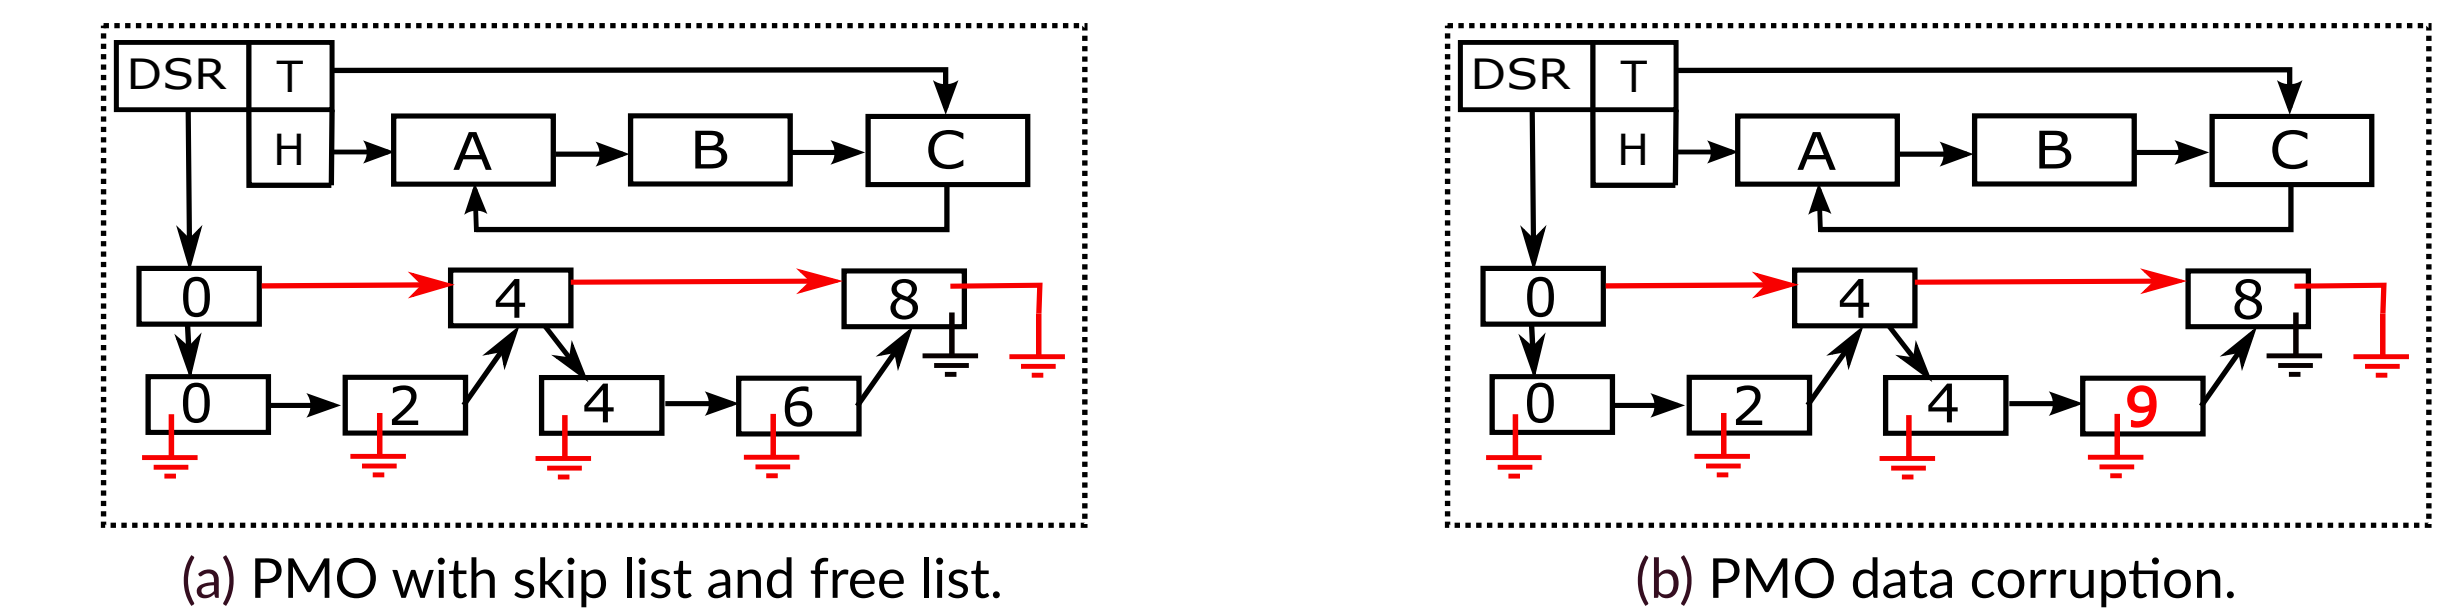 DSR T
H A B C
0 4 8
0 2 4 6
(a) PMO with skip list and free list.
DSR T
H A B C
0 4 8
0 2 4 9
(b) PMO data corruption.